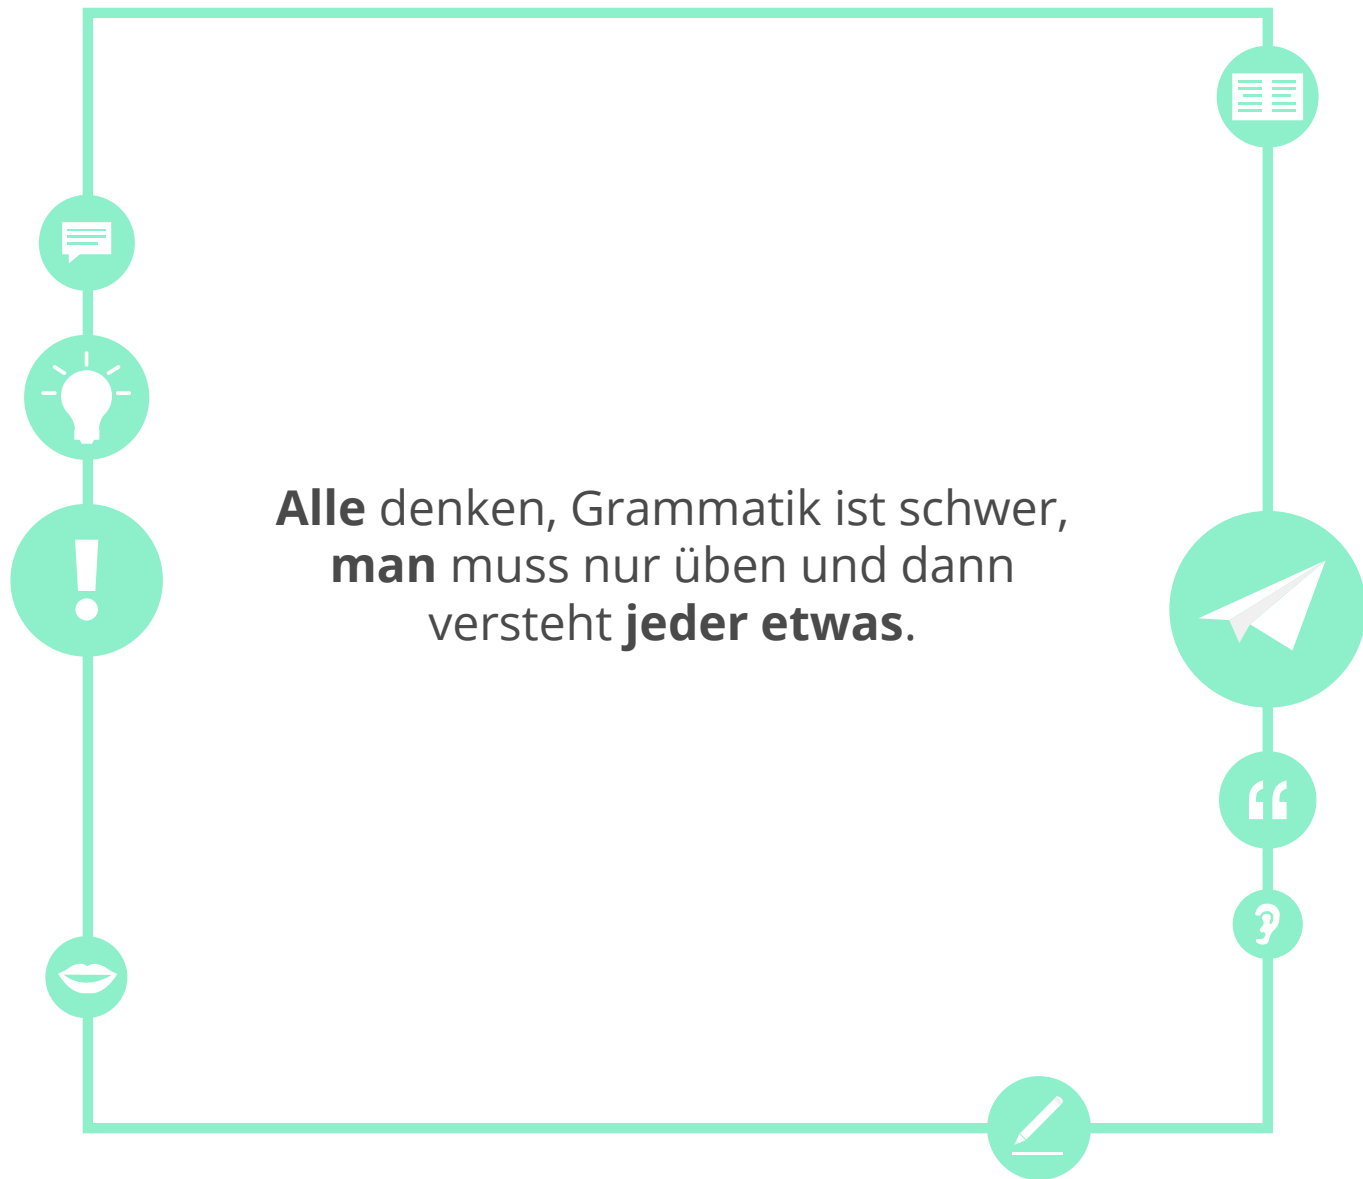 Alle denken, Grammatik ist schwer,
man muss nur üben und dann
versteht jeder etwas.